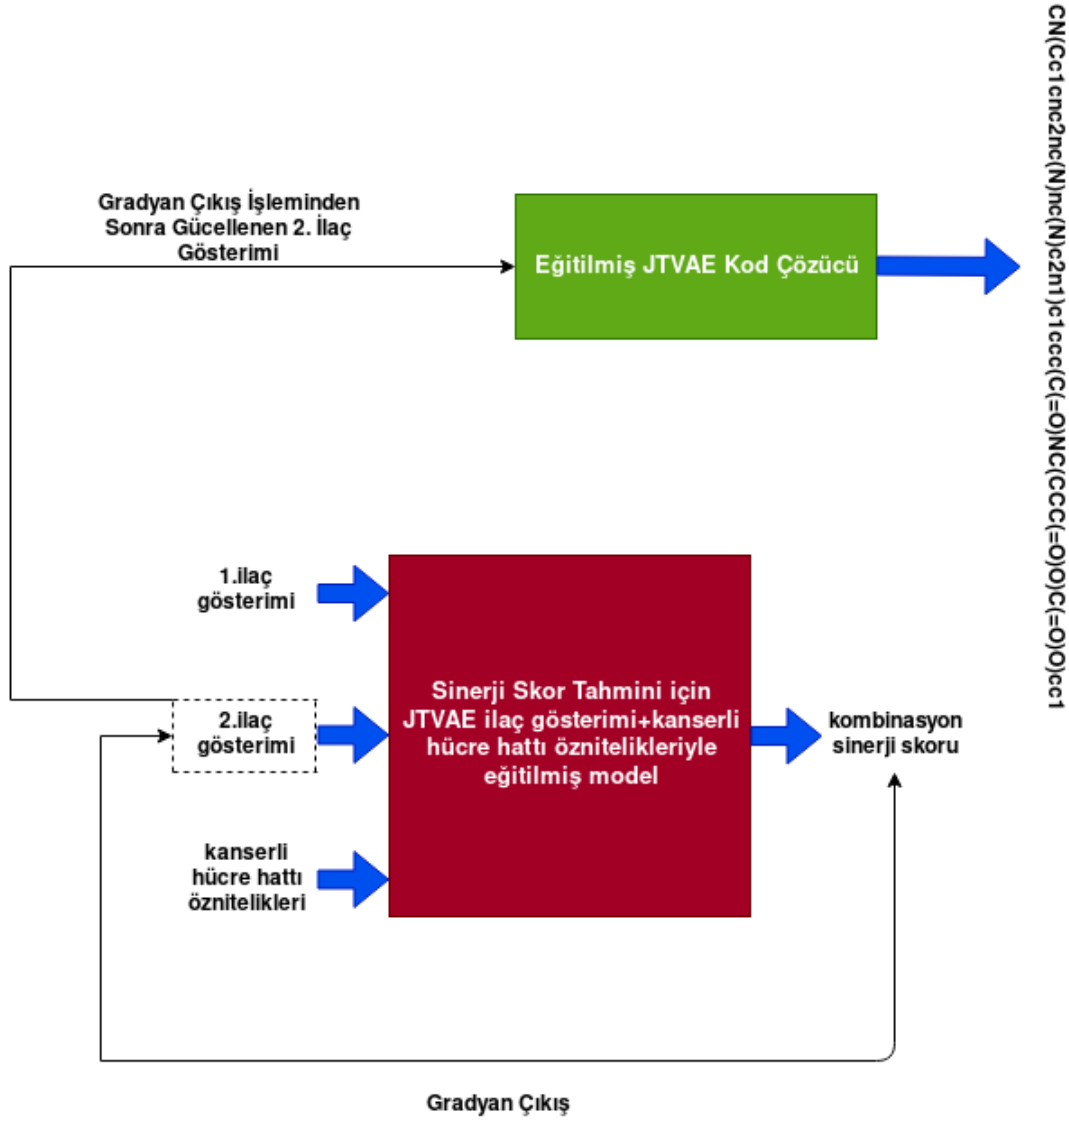 Gradyan Çıkış İşleminden
Sonra Gücellenen 2. İlaç
Gösterimi
Eğitilmiş JTVAE Kod Çözücü
CN(Cc1cnc2nc(N)nc(N)c2n1)c1ccc(C(=O)NC(CCC(=O)O)C(=O)O)cc1
1.ilaç
gösterimi
2.ilaç
gösterimi
kanserli
hücre hattı
öznitelikleri
Sinerji Skor Tahmini için
JTVAE ilaç gösterimi+kanserli
hücre hattı öznitelikleriyle
eğitilmiş model
kombinasyon
sinerji skoru
Gradyan Çıkış